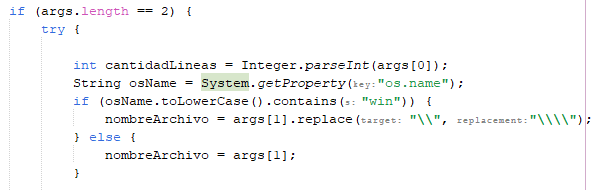 if (args.length == 2) {
try {
int cantidadLineas = Integer.parseInt(args[0]);
String osName = System.getProperty(key:"os.name");
if (osName.toLowerCase().contains(s: "win")) {
nombreArchivo = args[1].replace(target: "\\", replacement:"\\\\");
} else {
nombreArchivo = args[1];
}